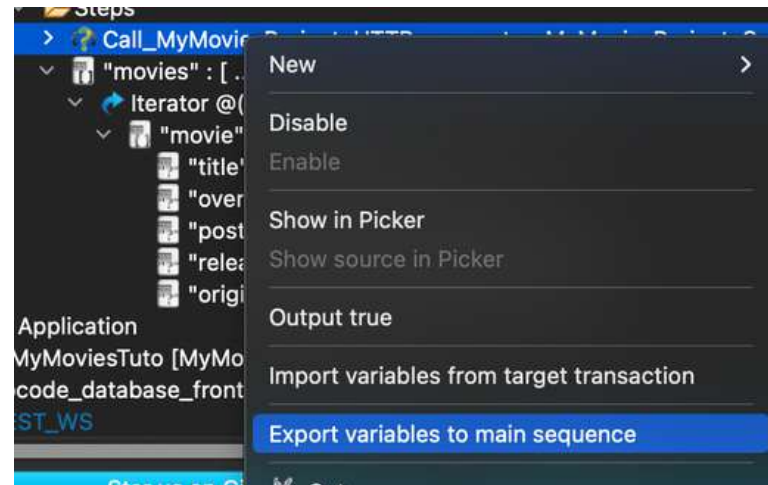 Steps
Call_MyMovie
New
"movies" : [ ..
Iterator @(
Disable
"movie"
Enable
"title'
"over
Show in Picker
"post
Show source in Picker
"relea
"origi
Output true
Application
MyMoviesTuto [MyMo
Import variables from target transaction
code_database_front
EST_WS
Export variables to main sequence